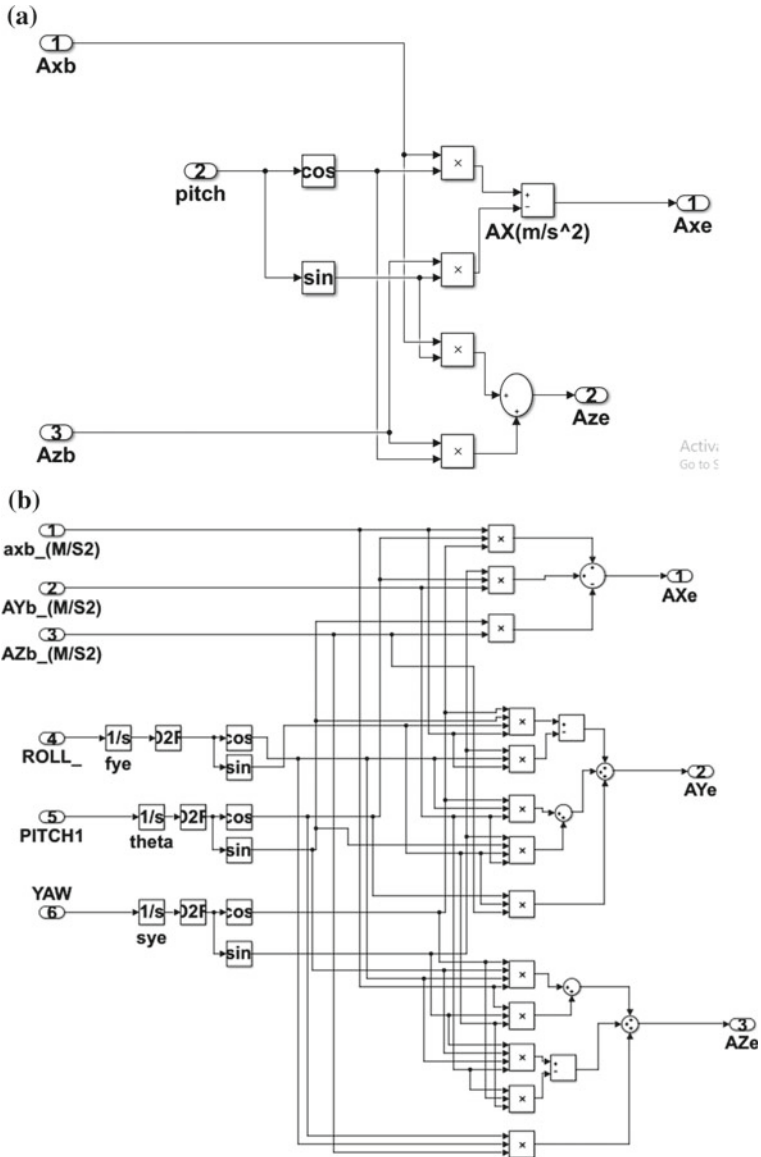 (a)
1
Axb
2
pitch
cos
sin
×
×
×
×
+
−
AX(m/s^2)
+
+
1
Axe
2
Aze
3
Azb
Go to S
(b)
1
axb_(M/S2)
2
AYb_(M/S2)
3
AZb_(M/S2)
4
ROLL_
1/s
fye
cos
sin
5
PITCH1
1/s
theta
cos
sin
YAW
6
1/s
sye
cos
sin
×
×
×
1
AXe
×
×
×
×
×
2
AYe
×
×
×
×
×
3
AZe